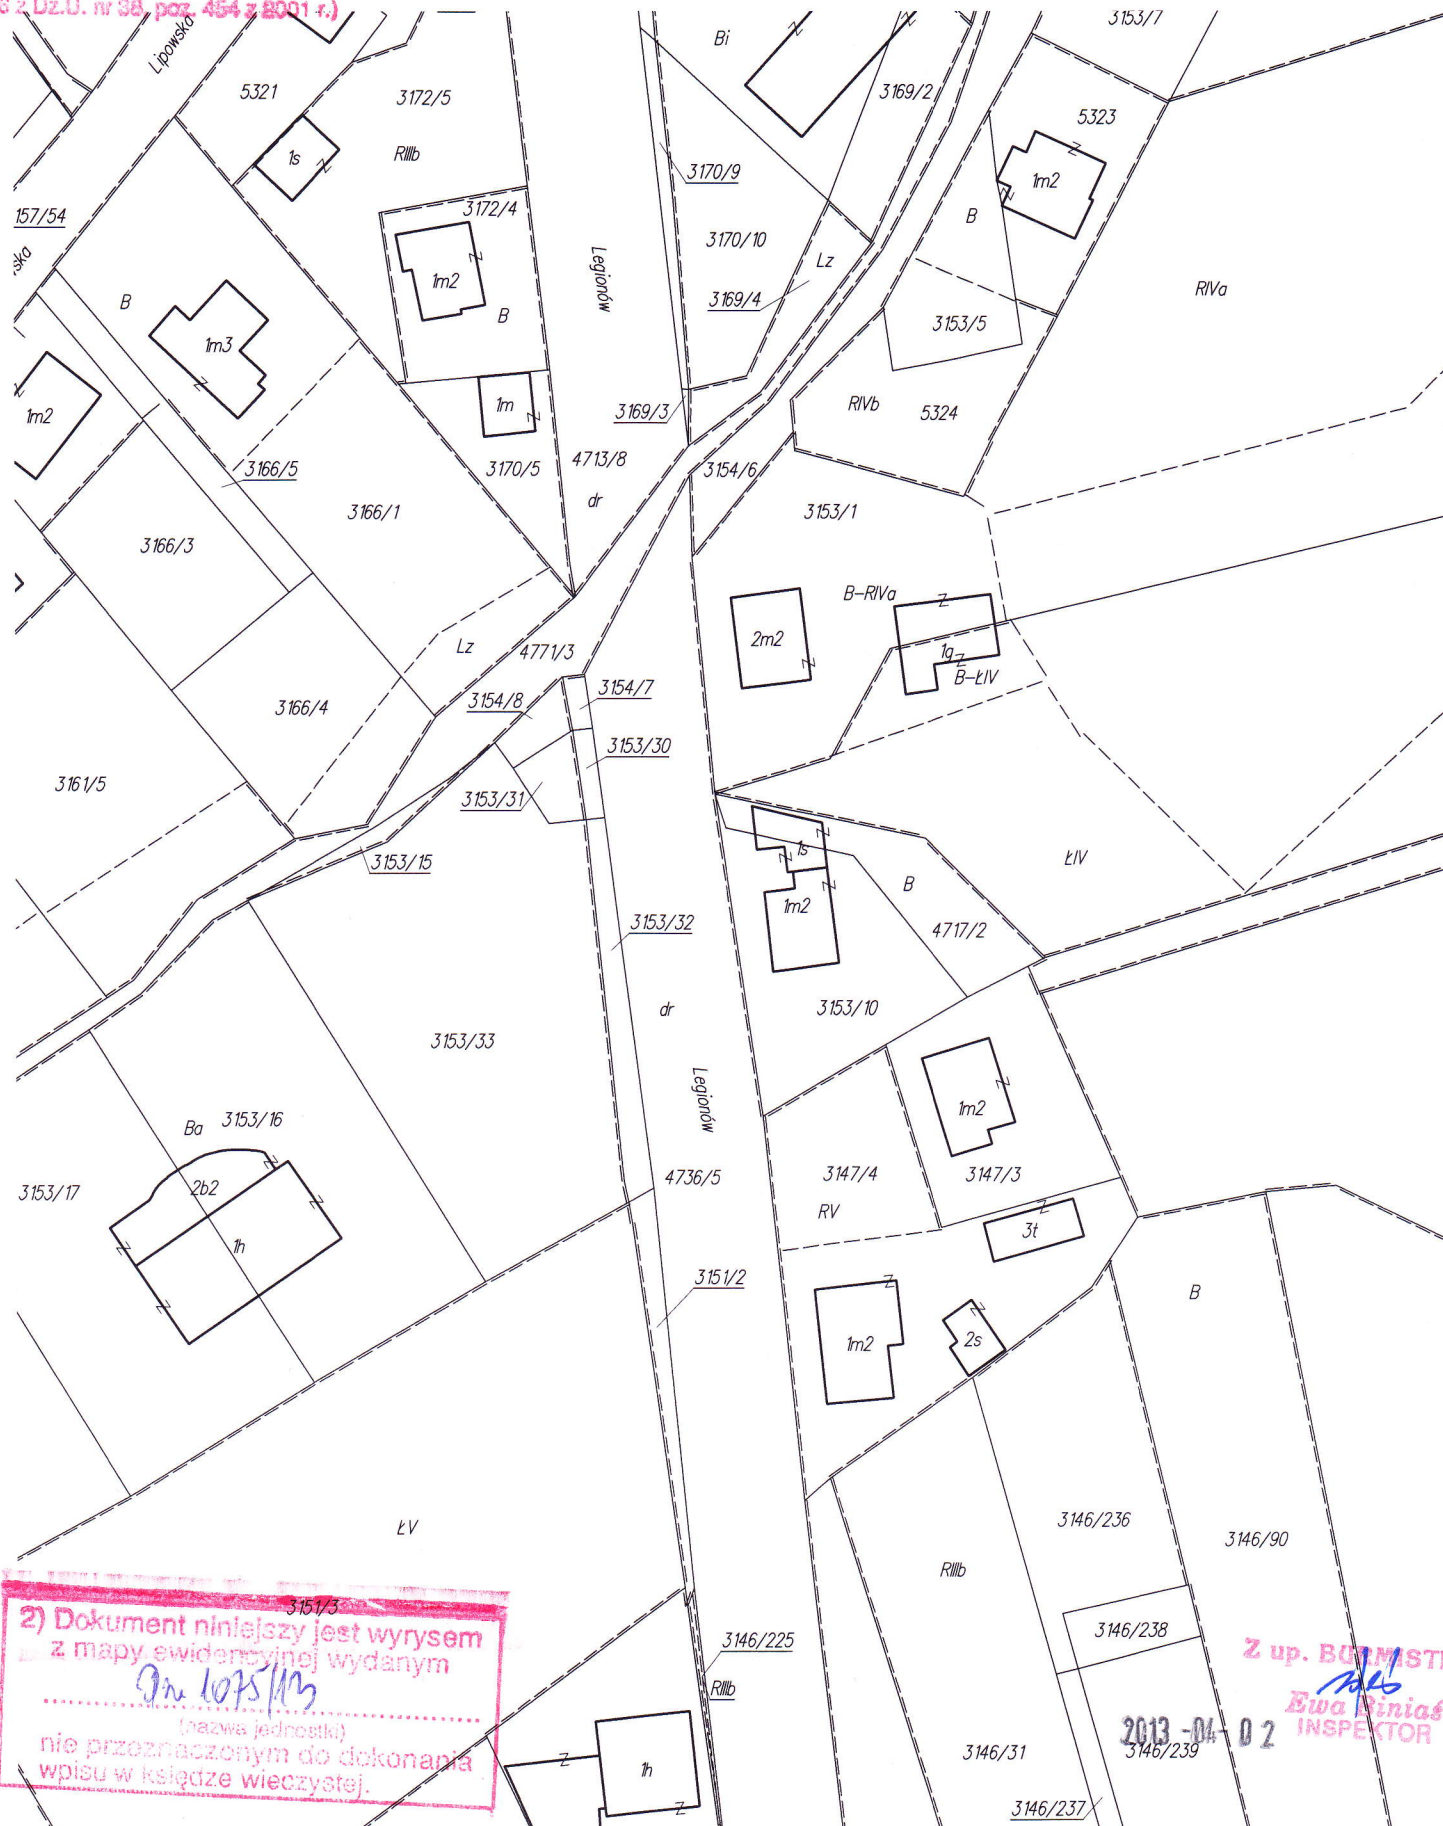 z Dz.U. nr 38, poz. 454 z 2001 r.)
Lipowska
3153/7
Bi
5321
3172/5
3169/2
5323
1s
RIIIb
3170/9
1m2
157/54
3172/4
B
3170/10
Legionów
Lz
1m2
RIVa
B
3169/4
B
3153/5
1m3
1m2
1m
3169/3
RIVb
5324
3166/5
3170/5
4713/8
3154/6
dr
3166/1
3153/1
3166/3
B-RIVa
2m2
Lz
4771/3
1g
B-ŁIV
3154/7
3154/8
3166/4
3153/30
3161/5
3153/31
1s
3153/15
ŁIV
B
1m2
3153/32
4717/2
dr
3153/10
3153/33
Legionów
1m2
3153/16
Ba
3147/4
3147/3
4736/5
3153/17
2b2
RV
3t
1h
3151/2
B
1m2
2s
ŁV
3146/236
3146/90
RIIIb
3151/3
2) Dokument niniejszy jest wyrysem
z mapy ewidencyjnej wydanym
1075/13
(nazwa jednostki)
nie przeznaczonym do dokonania
wpisu w księdze wieczystej.
3146/238
3146/225
RIIIb
Z up. BURMIST
Ewa Biniaś
INSPEKTOR
2013 -04- 02
3146/31
3146/239
1h
3146/237